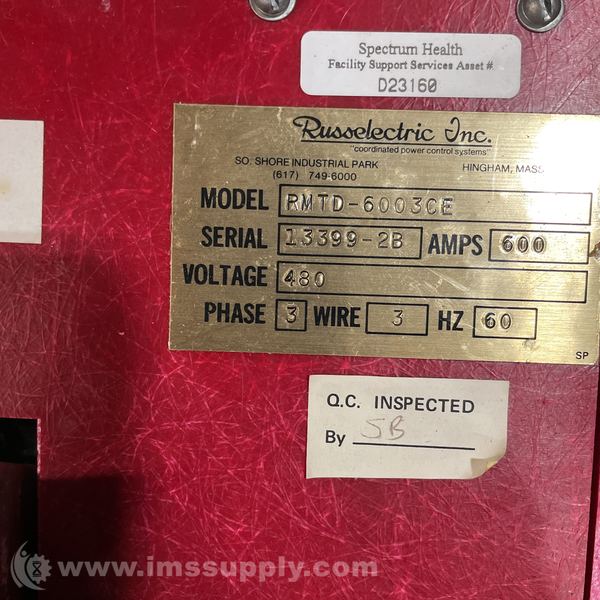 Spectrum Health
Facility Support Services Asset #
D23160
Russelectric Inc.
"coordinated power control systems"
SO. SHORE INDUSTRIAL PARK HINGHAM, MASS
(617) 749-6000
MODEL RMTD-6003CE
SERIAL 13399-2B AMPS 600
VOLTAGE 480
PHASE 3 WIRE 3 HZ 60
SP
Q.C. INSPECTED
By JB
www.imssupply.com